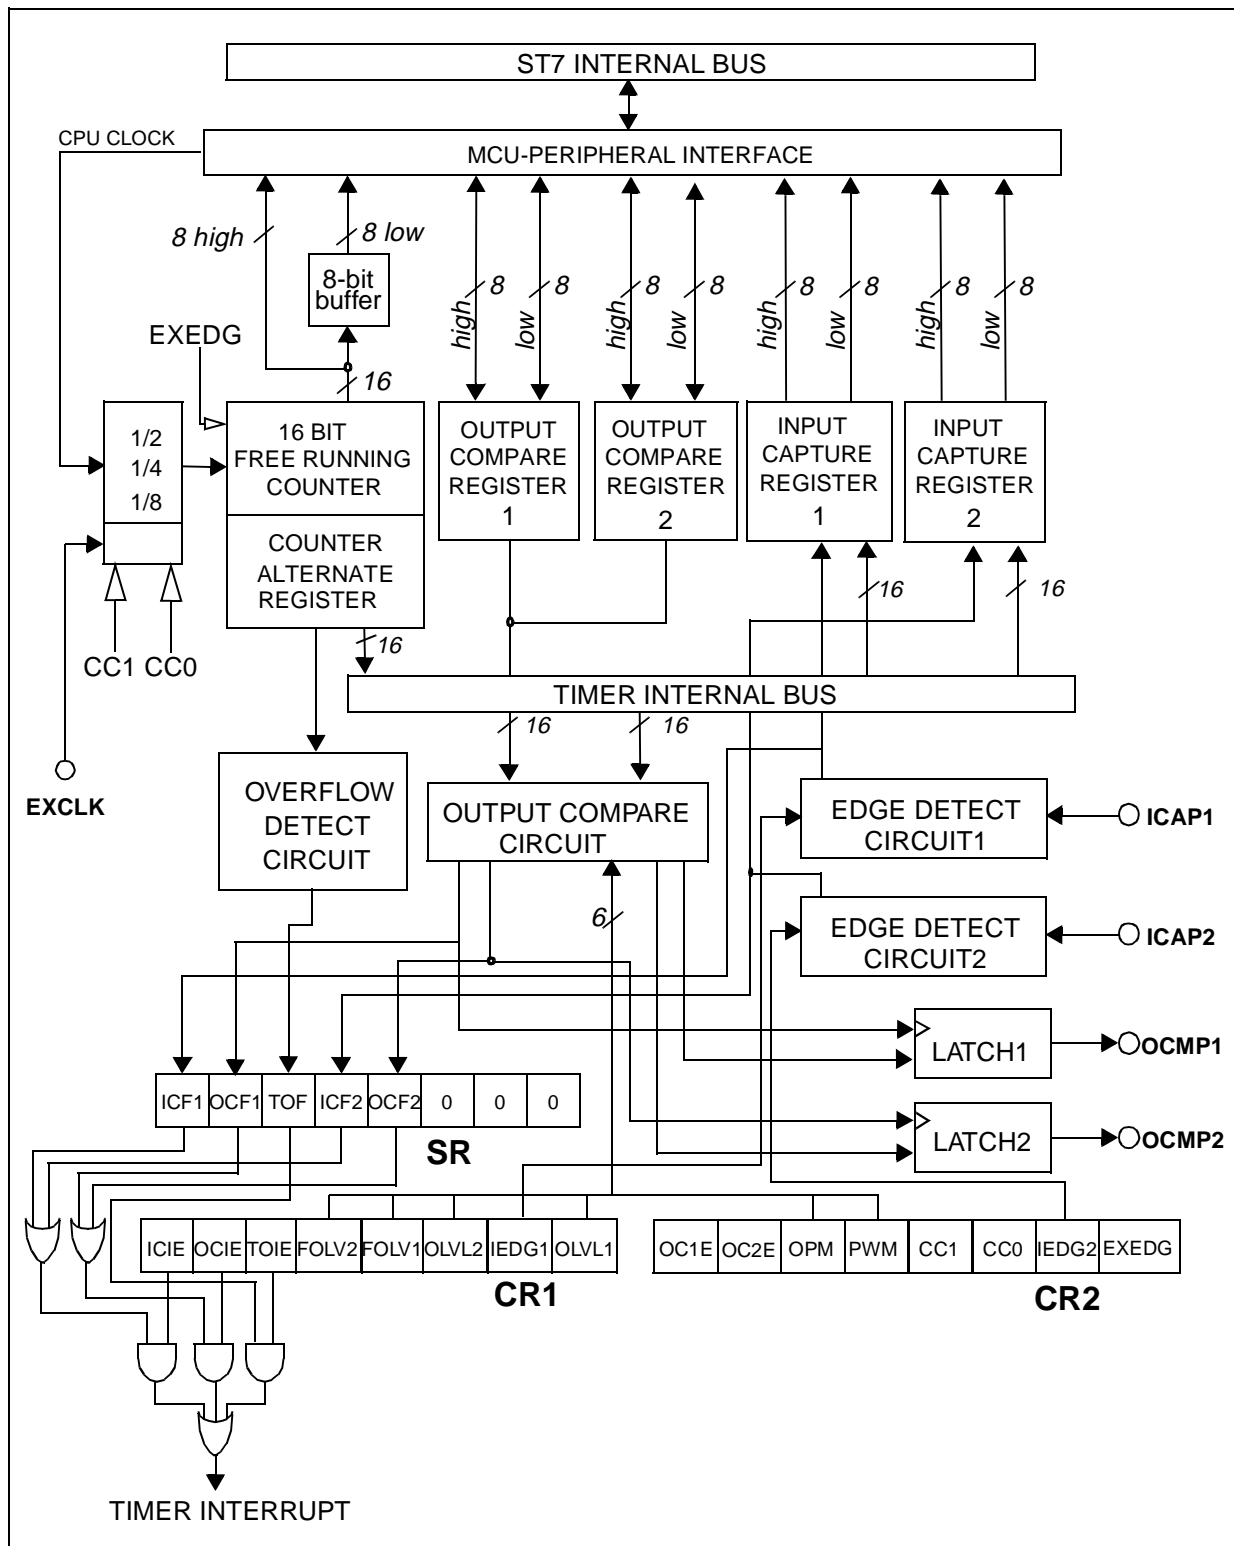 ST7 INTERNAL BUS
CPU CLOCK
MCU-PERIPHERAL INTERFACE
8 high
8 low
8-bit
buffer
high
8
low
8
high
8
low
8
high
8
low
8
high
8
low
8
EXEDG
16
1/2
1/4
1/8
16 BIT
FREE RUNNING
COUNTER
COUNTER
ALTERNATE
REGISTER
OUTPUT
COMPARE
REGISTER
1
OUTPUT
COMPARE
REGISTER
2
INPUT
CAPTURE
REGISTER
1
INPUT
CAPTURE
REGISTER
2
16
16
16
CC1 CC0
TIMER INTERNAL BUS
16
16
EXCLK
OVERFLOW
DETECT
CIRCUIT
OUTPUT COMPARE
CIRCUIT
6
EDGE DETECT
CIRCUIT1
ICAP1
EDGE DETECT
CIRCUIT2
ICAP2
LATCH1
OCMP1
LATCH2
OCMP2
ICF1 OCF1 TOF ICF2 OCF2 0 0 0
SR
ICIE OCIE TOIE FOLV2 FOLV1 OLVL2 IEDG1 OLVL1
CR1
OC1E OC2E OPM PWM CC1 CC0 IEDG2 EXEDG
CR2
TIMER INTERRUPT